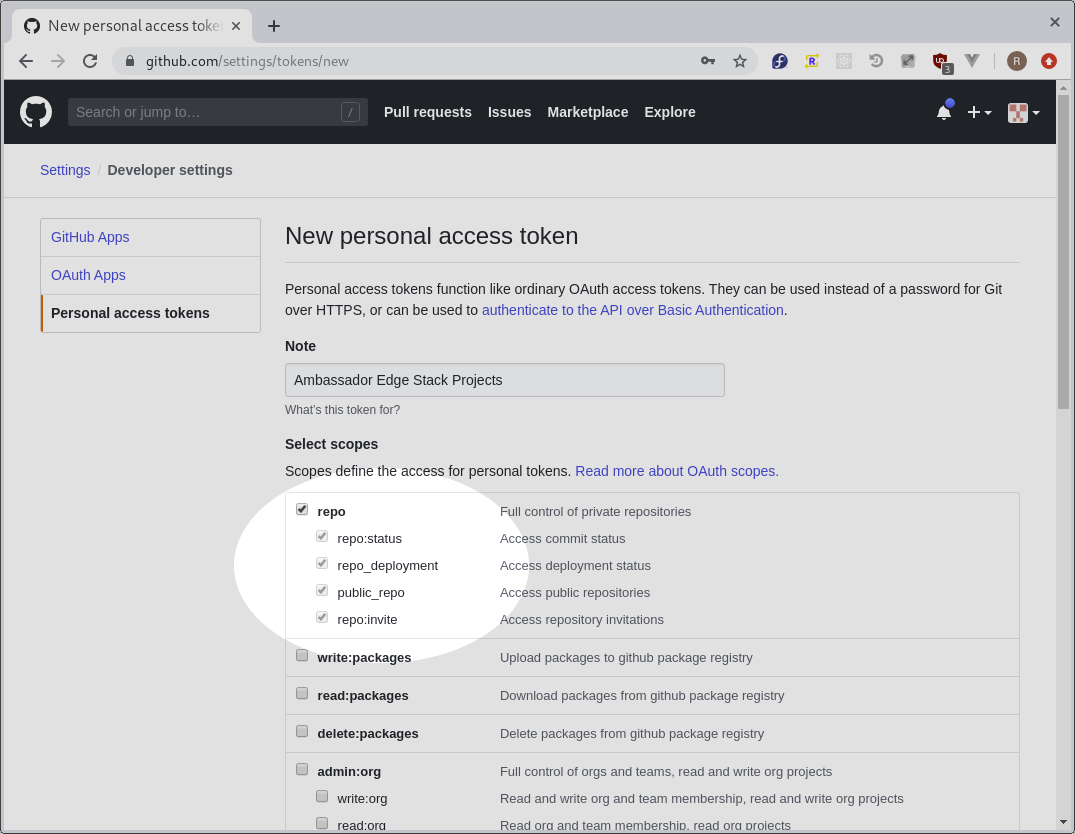 New personal access toke
github.com/settings/tokens/new
R
3
R
Search or jump to…
/
Pull requests
Issues
Marketplace
Explore
Settings / Developer settings
GitHub Apps
OAuth Apps
Personal access tokens
New personal access token
Personal access tokens function like ordinary OAuth access tokens. They can be used instead of a password for Git
over HTTPS, or can be used to authenticate to the API over Basic Authentication.
Note
Ambassador Edge Stack Projects
What's this token for?
Select scopes
Scopes define the access for personal tokens. Read more about OAuth scopes.
repo Full control of private repositories
repo:status Access commit status
repo_deployment Access deployment status
public_repo Access public repositories
repo:invite Access repository invitations
write:packages Upload packages to github package registry
read:packages Download packages from github package registry
delete:packages Delete packages from github package registry
admin:org Full control of orgs and teams, read and write org projects
write:org Read and write org and team membership, read and write org projects
read:org Read org and team membership, read org projects